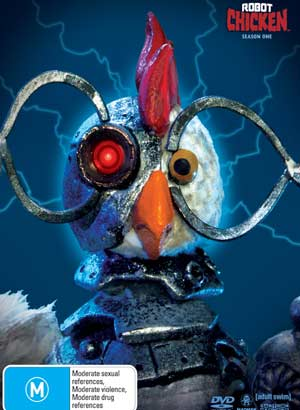 ROBOT
CHICKEN
SEASON ONE
M
Moderate sexual
references,
Moderate violence,
Moderate drug
references
DVD
[adult swim]